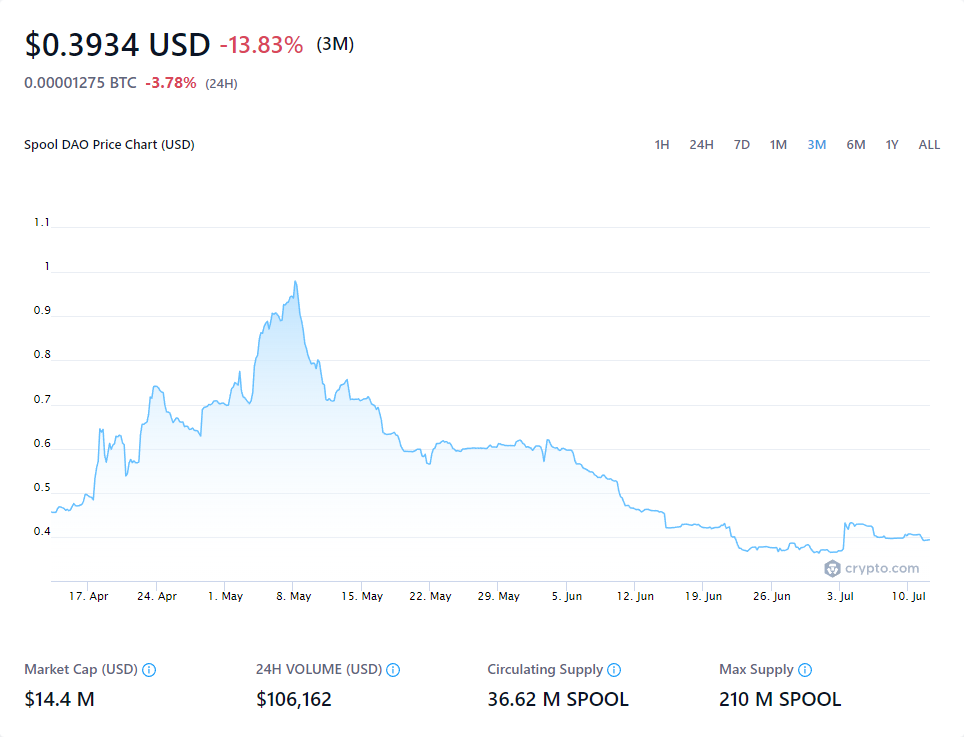 $0.3934 USD -13.83% (3M)
0.00001275 BTC -3.78% (24H)
Spool DAO Price Chart (USD) 1H 24H 7D 1M 3M 6M 1Y ALL
1.1
1
0.9
0.8
0.7
0.6
0.5
0.4
crypto.com
17. Apr 24. Apr 1. May 8. May 15. May 22. May 29. May 5. Jun 12. Jun 19. Jun 26. Jun 3. Jul 10. Jul
Market Cap (USD) 24H VOLUME (USD) Circulating Supply Max Supply
$14.4 M $106,162 36.62 M SPOOL 210 M SPOOL